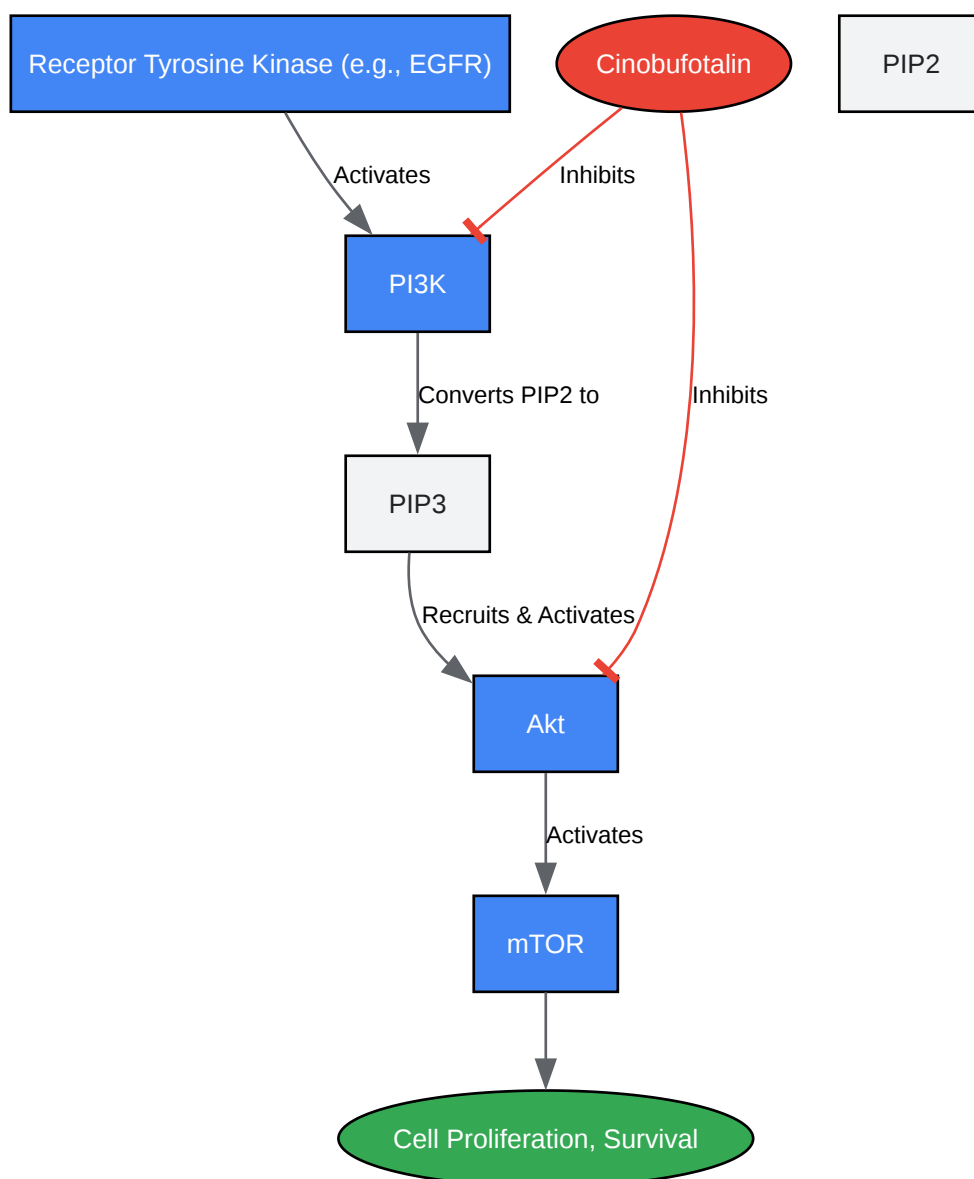 Receptor Tyrosine Kinase (e.g., EGFR)
Cinobufotalin
PIP2
Activates
Inhibits
PI3K
Converts PIP2 to
Inhibits
PIP3
Recruits & Activates
Akt
Activates
mTOR
Cell Proliferation, Survival